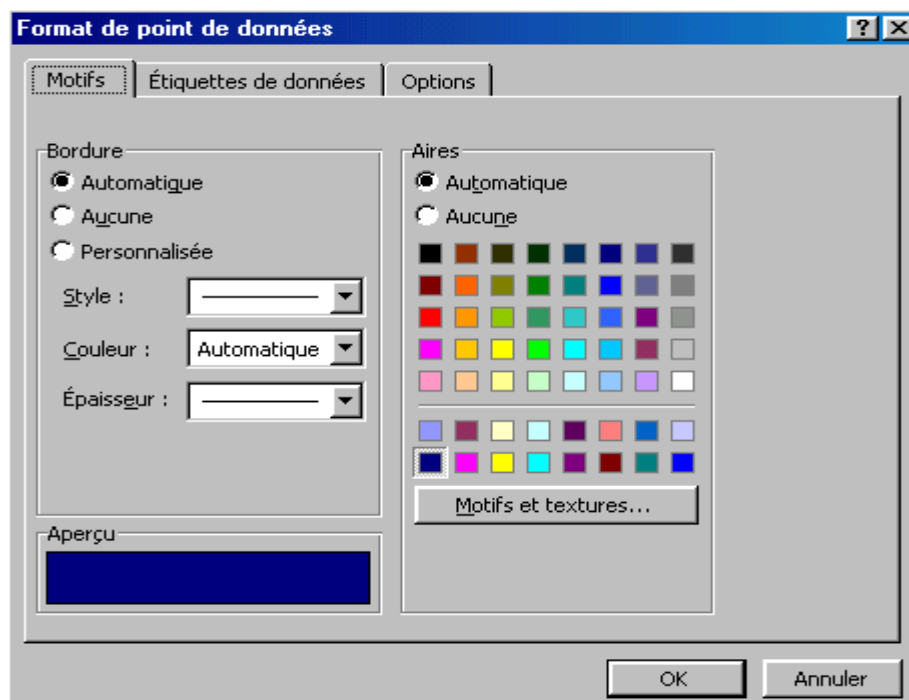 Format de point de données
Motifs
Étiquettes de données
Options
Bordure
Automatique
Aucune
Personnalisée
Style :
Couleur : Automatique
Épaisseur :
Aperçu
Aires
Automatique
Aucune
Motifs et textures...
OK
Annuler